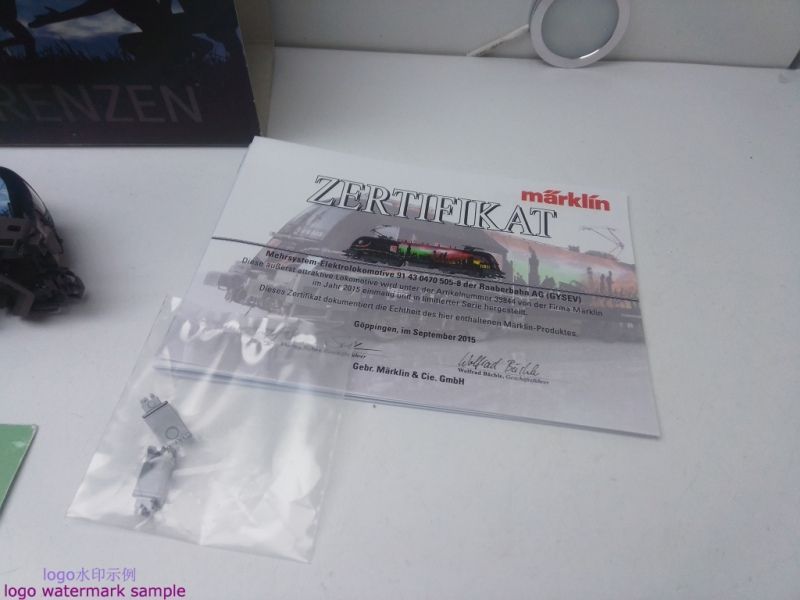 RENZEN
märklin
ZERTIFIKAT
Mehrsystem-Elektrolokomotive 91 43 0470 505-8 der Raaberbahn AG (GYSEV)
Diese äußerst attraktive Lokomotive wird unter der Artikelnummer 39844 von der Firma Märklin
im Jahr 2015 einmalig und in limitierter Serie hergestellt.
Dieses Zertifikat dokumentiert die Echtheit des hier enthaltenen Märklin-Produktes.
Göppingen, im September 2015
Wolfrad Bächle
Wolfrad Bächle, Geschäftsführer
Gebr. Märklin & Cie. GmbH
logo水印示例
logo watermark sample